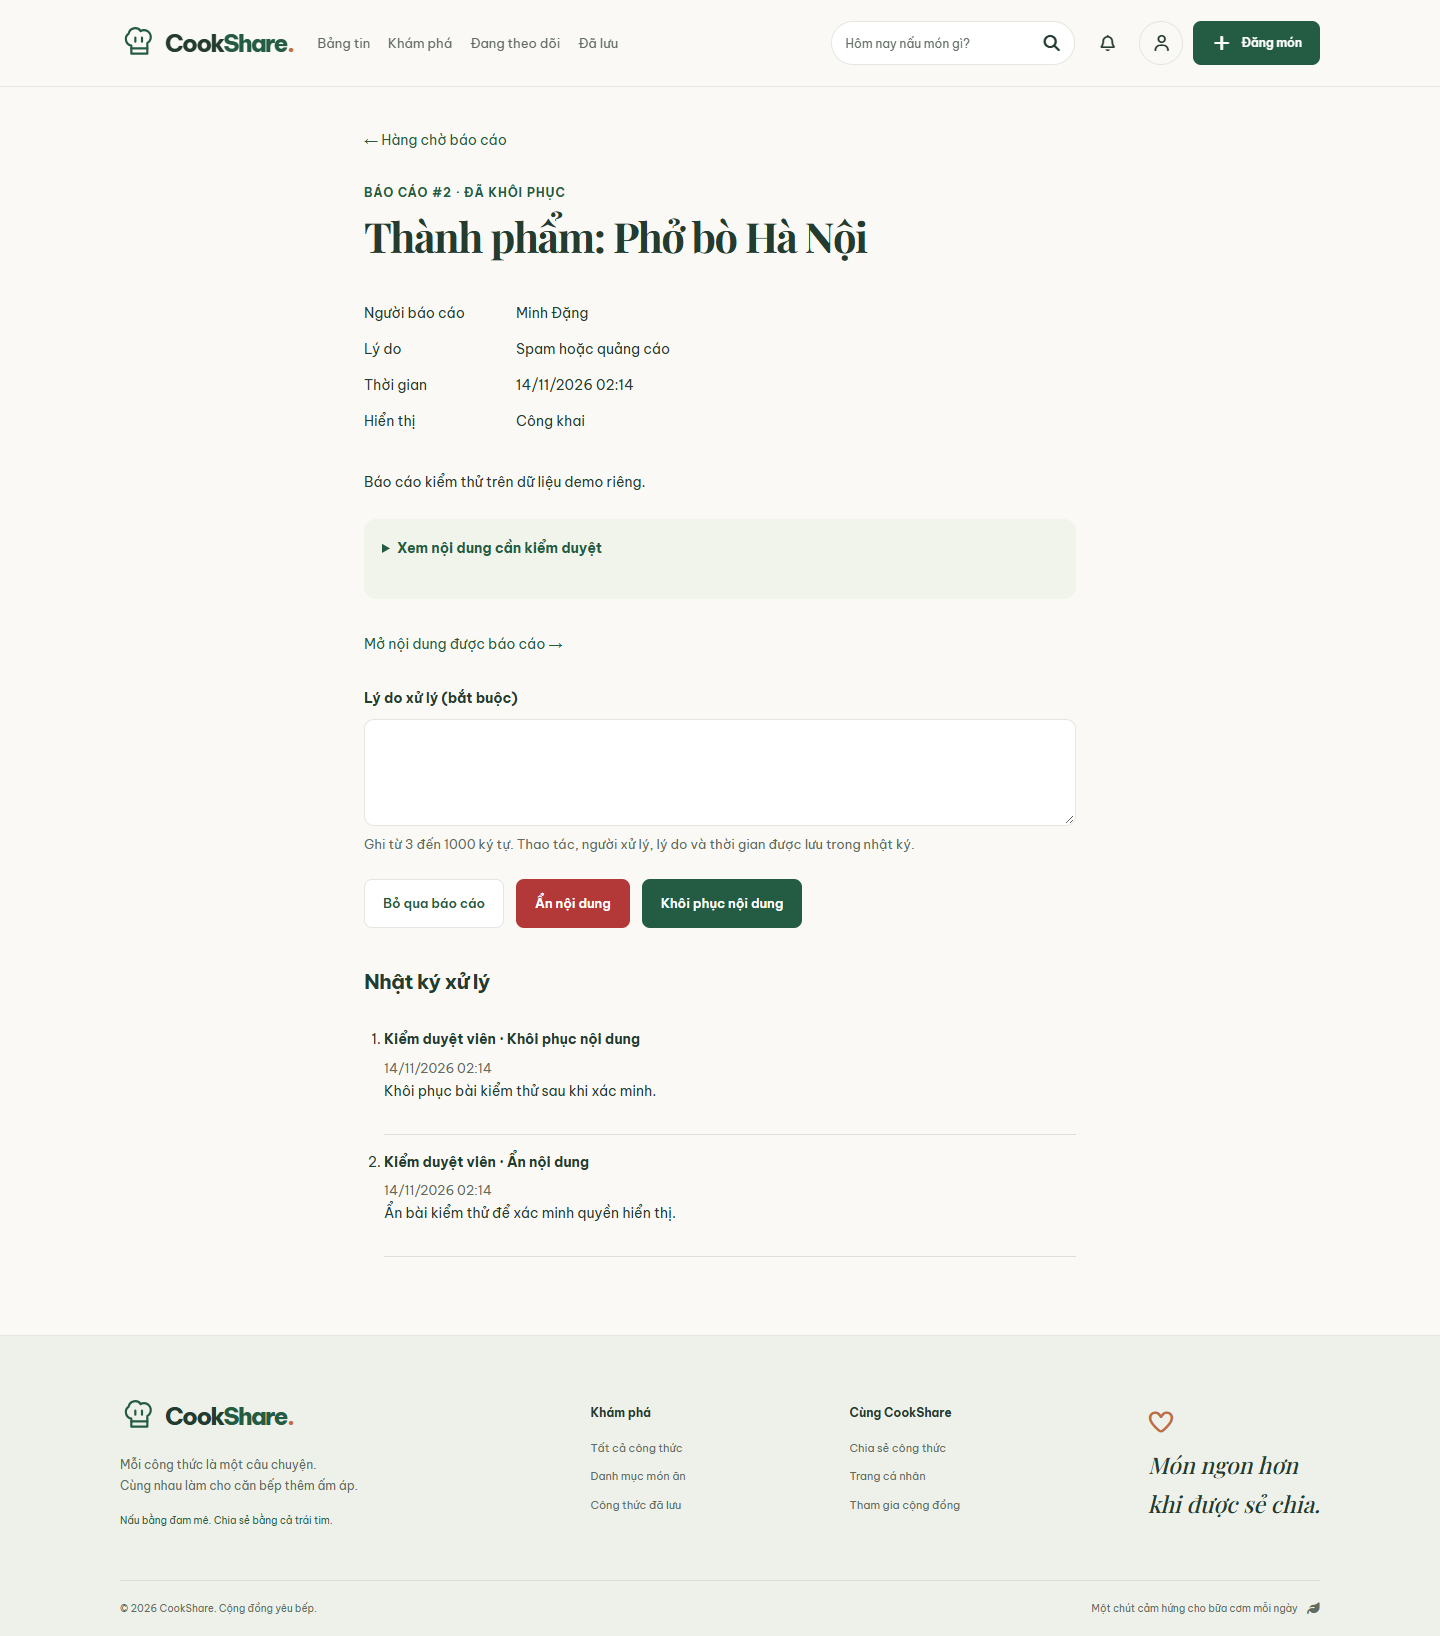 CookShare.
Bảng tin
Khám phá
Đang theo dõi
Đã lưu
Hôm nay nấu món gì?
Đăng món
← Hàng chờ báo cáo
BÁO CÁO #2 · ĐÃ KHÔI PHỤC
Thành phẩm: Phở bò Hà Nội
Người báo cáo Minh Đặng
Lý do Spam hoặc quảng cáo
Thời gian 14/11/2026 02:14
Hiển thị Công khai
Báo cáo kiểm thử trên dữ liệu demo riêng.
Xem nội dung cần kiểm duyệt
Mở nội dung được báo cáo →
Lý do xử lý (bắt buộc)
Ghi từ 3 đến 1000 ký tự. Thao tác, người xử lý, lý do và thời gian được lưu trong nhật ký.
Bỏ qua báo cáo
Ẩn nội dung
Khôi phục nội dung
Nhật ký xử lý
1. Kiểm duyệt viên · Khôi phục nội dung
14/11/2026 02:14
Khôi phục bài kiểm thử sau khi xác minh.
2. Kiểm duyệt viên · Ẩn nội dung
14/11/2026 02:14
Ẩn bài kiểm thử để xác minh quyền hiển thị.
CookShare.
Mỗi công thức là một câu chuyện.
Cùng nhau làm cho căn bếp thêm ấm áp.
Nấu bằng đam mê. Chia sẻ bằng cả trái tim.
Khám phá
Tất cả công thức
Danh mục món ăn
Công thức đã lưu
Cùng CookShare
Chia sẻ công thức
Trang cá nhân
Tham gia cộng đồng
Món ngon hơn
khi được sẻ chia.
© 2026 CookShare. Cộng đồng yêu bếp.
Một chút cảm hứng cho bữa cơm mỗi ngày